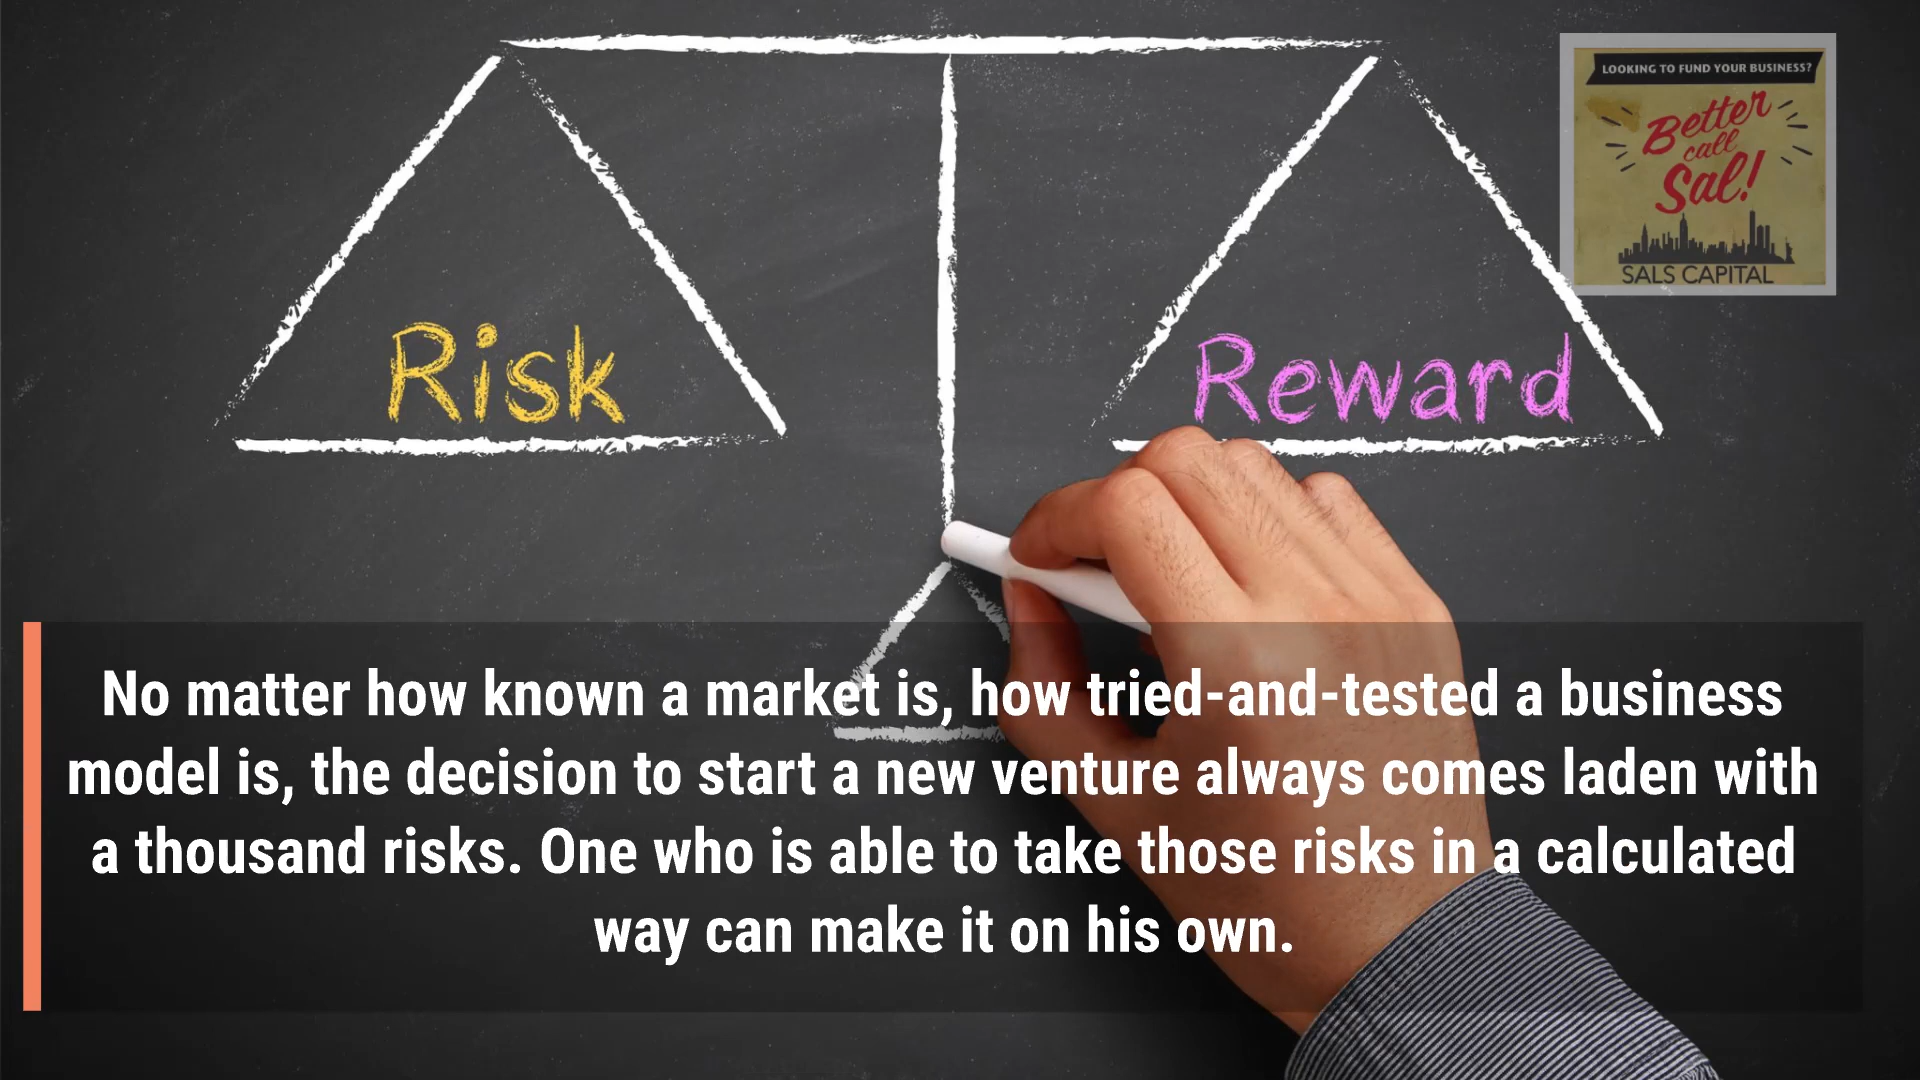 LOOKING TO FUND YOUR BUSINESS?
Better
call
Sal!
SALS CAPITAL
Risk
Reward
No matter how known a market is, how tried-and-tested a business
model is, the decision to start a new venture always comes laden with
a thousand risks. One who is able to take those risks in a calculated
way can make it on his own.